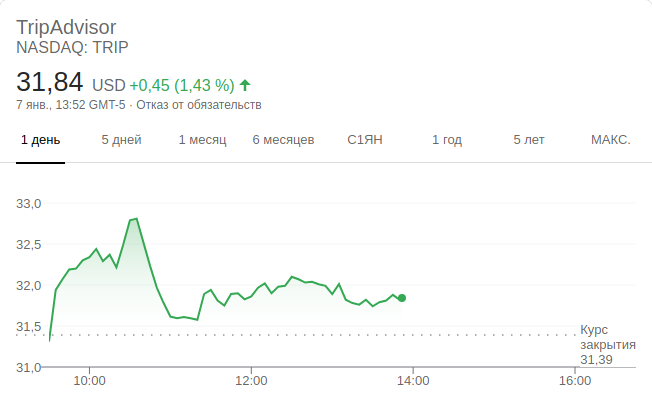 TripAdvisor
NASDAQ: TRIP
31,84 USD +0,45 (1,43 %)
7 янв., 13:52 GMT-5 · Отказ от обязательств
1 день 5 дней 1 месяц 6 месяцев С1ЯН 1 год 5 лет МАКС.
33,0
32,5
32,0
31,5
31,0
Курс
закрытия
31,39
10:00 12:00 14:00 16:00